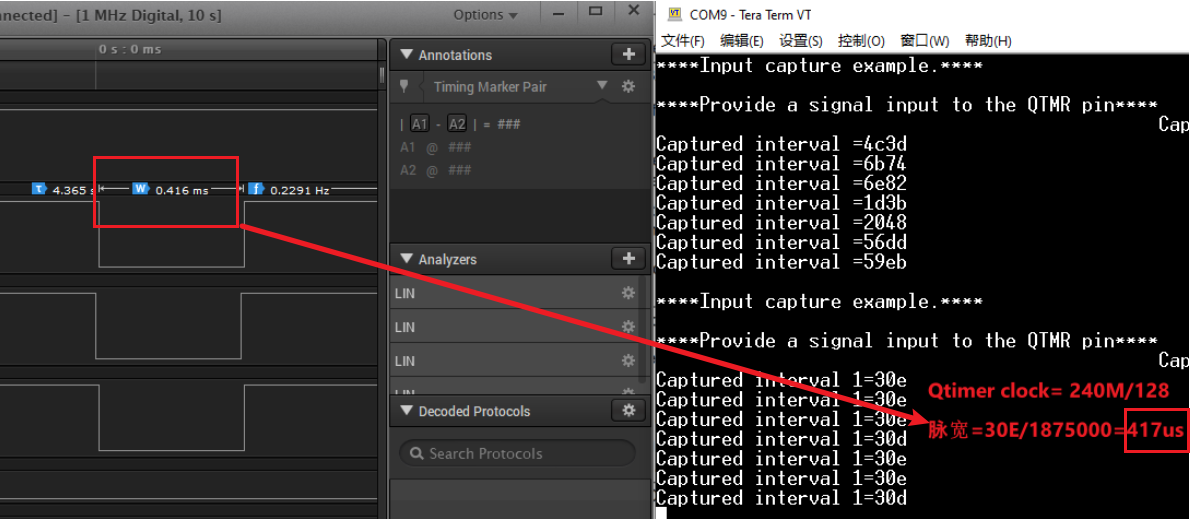 nnected] - [1 MHz Digital, 10 s]
Options
0 s : 0 ms
τ 4.365 s
W 0.416 ms
f 0.2291 Hz
Annotations
Timing Marker Pair
| A1 - A2 | = ###
A1 @ ###
A2 @ ###
Analyzers
LIN
LIN
LIN
LIN
Decoded Protocols
Search Protocols
COM9 - Tera Term VT
文件(F) 编辑(E) 设置(S) 控制(O) 窗口(W) 帮助(H)
****Input capture example.****
****Provide a signal input to the QTMR pin****
Cap
Captured interval =4c3d
Captured interval =6b74
Captured interval =6e82
Captured interval =1d3b
Captured interval =2048
Captured interval =56dd
Captured interval =59eb
****Input capture example.****
****Provide a signal input to the QTMR pin****
Cap
Captured interval 1=30e
Captured interval 1=30e
Captured interval 1=30e
Captured interval 1=30d
Captured interval 1=30e
Captured interval 1=30e
Captured interval 1=30d
Qtimer clock= 240M/128
脉宽=30E/1875000=417us